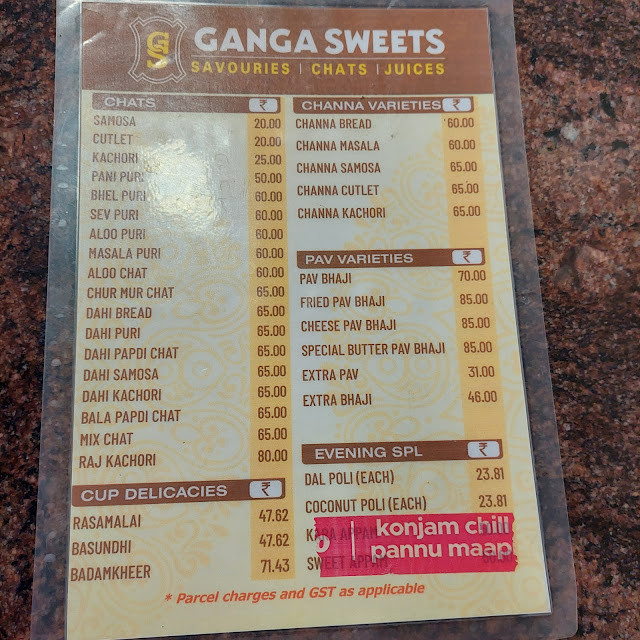 GS
GANGA SWEETS
SAVOURIES | CHATS | JUICES
CHATS ₹
SAMOSA 20.00
CUTLET 20.00
KACHORI 25.00
PANI PURI 50.00
BHEL PURI 60.00
SEV PURI 60.00
ALOO PURI 60.00
MASALA PURI 60.00
ALOO CHAT 60.00
CHUR MUR CHAT 60.00
DAHI BREAD 65.00
DAHI PURI 65.00
DAHI PAPDI CHAT 65.00
DAHI SAMOSA 65.00
DAHI KACHORI 65.00
BALA PAPDI CHAT 65.00
MIX CHAT 65.00
RAJ KACHORI 80.00
CUP DELICACIES ₹
RASAMALAI 47.62
BASUNDHI 47.62
BADAMKHEER 71.43
CHANNA VARIETIES ₹
CHANNA BREAD 60.00
CHANNA MASALA 60.00
CHANNA SAMOSA 65.00
CHANNA CUTLET 65.00
CHANNA KACHORI 65.00
PAV VARIETIES ₹
PAV BHAJI 70.00
FRIED PAV BHAJI 85.00
CHEESE PAV BHAJI 85.00
SPECIAL BUTTER PAV BHAJI 85.00
EXTRA PAV 31.00
EXTRA BHAJI 46.00
EVENING SPL ₹
DAL POLI (EACH) 23.81
COCONUT POLI (EACH) 23.81
KARA APPAM
SWEET APPAM
konjam chill
pannu maap
* Parcel charges and GST as applicable